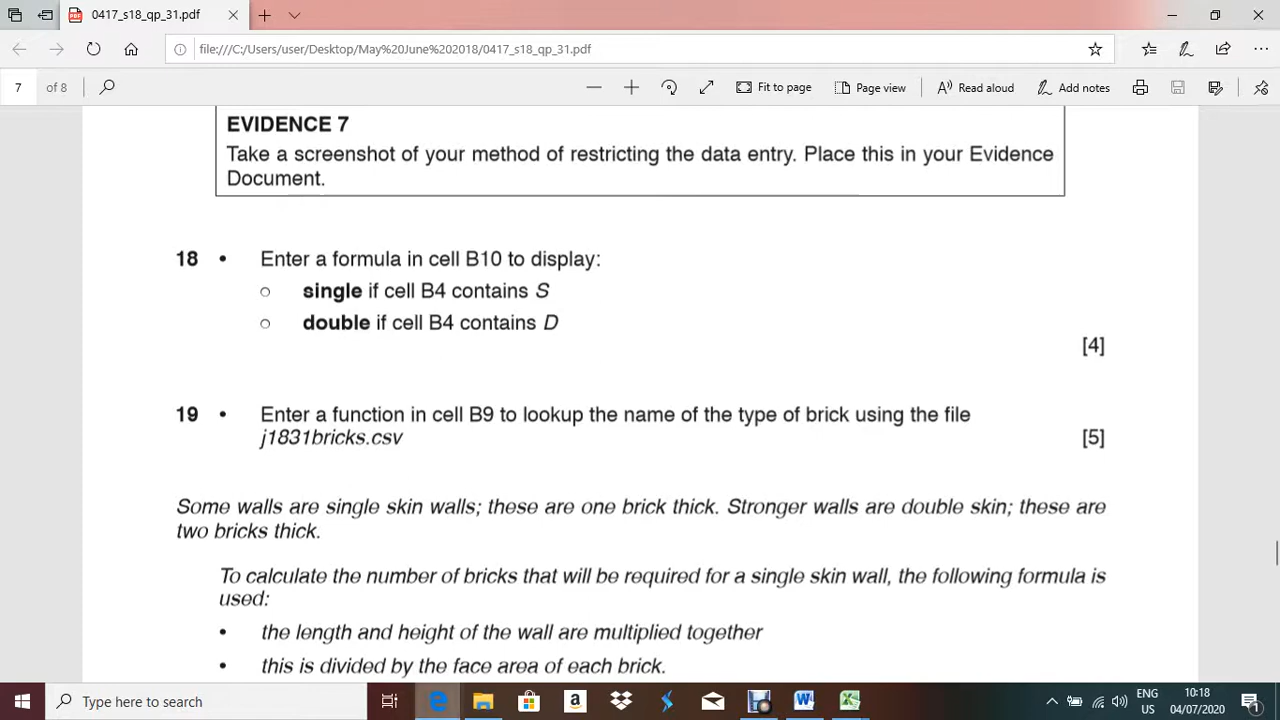 0417_s18_qp_31.pdf
file:///C:/Users/user/Desktop/May%20June%202018/0417_s18_qp_31.pdf
7 of 8 Fit to page Page view Read aloud Add notes
EVIDENCE 7
Take a screenshot of your method of restricting the data entry. Place this in your Evidence
Document.
18 • Enter a formula in cell B10 to display:
○ single if cell B4 contains S
○ double if cell B4 contains D
[4]
19 • Enter a function in cell B9 to lookup the name of the type of brick using the file
j1831bricks.csv [5]
Some walls are single skin walls; these are one brick thick. Stronger walls are double skin; these are
two bricks thick.
To calculate the number of bricks that will be required for a single skin wall, the following formula is
used:
• the length and height of the wall are multiplied together
• this is divided by the face area of each brick.
Type here to search
ENG 10:18
US 04/07/2020